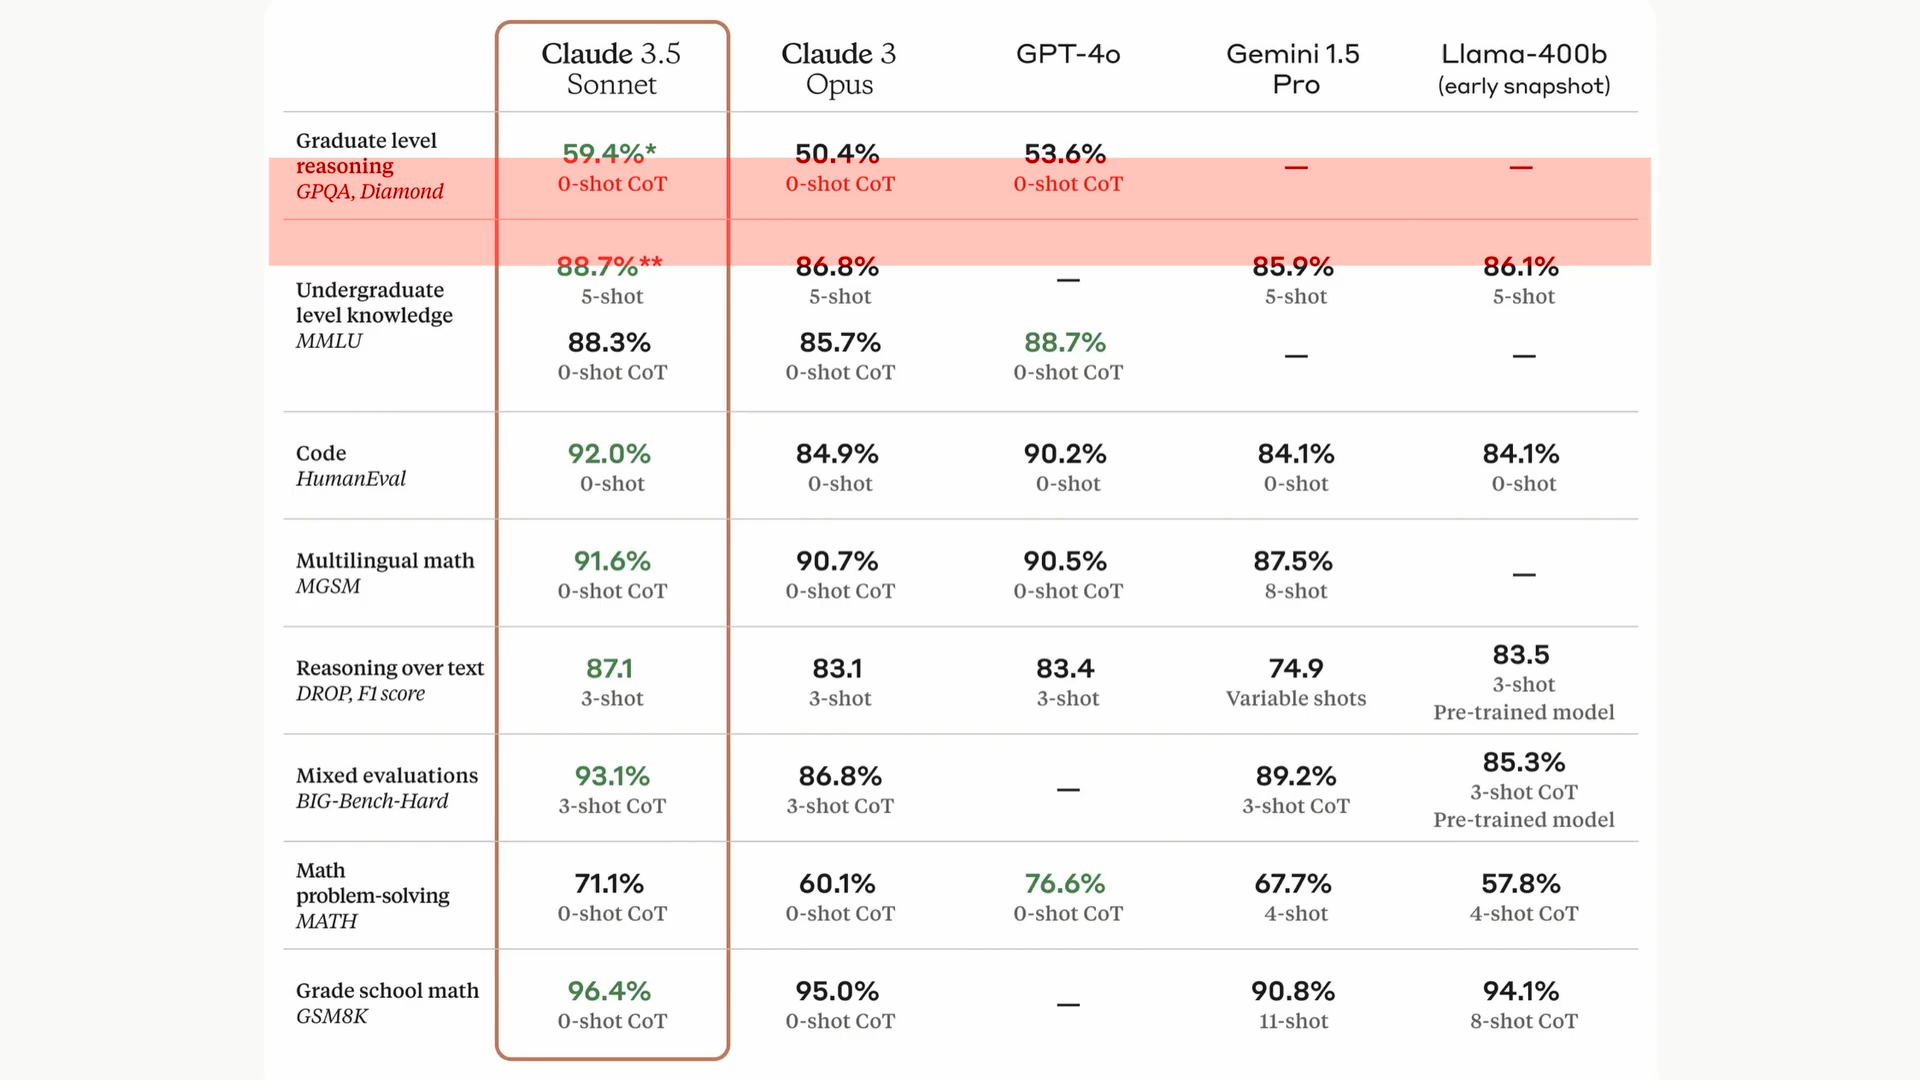 Claude 3.5 Sonnet
Claude 3 Opus
GPT-4o
Gemini 1.5 Pro
Llama-400b (early snapshot)
Graduate level
reasoning
GPQA, Diamond
59.4%* 50.4% 53.6% — —
0-shot CoT 0-shot CoT 0-shot CoT
Undergraduate
level knowledge
MMLU
88.7%** 86.8% — 85.9% 86.1%
5-shot 5-shot 5-shot 5-shot
88.3% 85.7% 88.7% — —
0-shot CoT 0-shot CoT 0-shot CoT
Code
HumanEval
92.0% 84.9% 90.2% 84.1% 84.1%
0-shot 0-shot 0-shot 0-shot 0-shot
Multilingual math
MGSM
91.6% 90.7% 90.5% 87.5% —
0-shot CoT 0-shot CoT 0-shot CoT 8-shot
Reasoning over text
DROP, F1 score
87.1 83.1 83.4 74.9 83.5
3-shot 3-shot 3-shot Variable shots 3-shot
Pre-trained model
Mixed evaluations
BIG-Bench-Hard
93.1% 86.8% — 89.2% 85.3%
3-shot CoT 3-shot CoT 3-shot CoT 3-shot CoT
Pre-trained model
Math
problem-solving
MATH
71.1% 60.1% 76.6% 67.7% 57.8%
0-shot CoT 0-shot CoT 0-shot CoT 4-shot 4-shot CoT
Grade school math
GSM8K
96.4% 95.0% — 90.8% 94.1%
0-shot CoT 0-shot CoT 11-shot 8-shot CoT